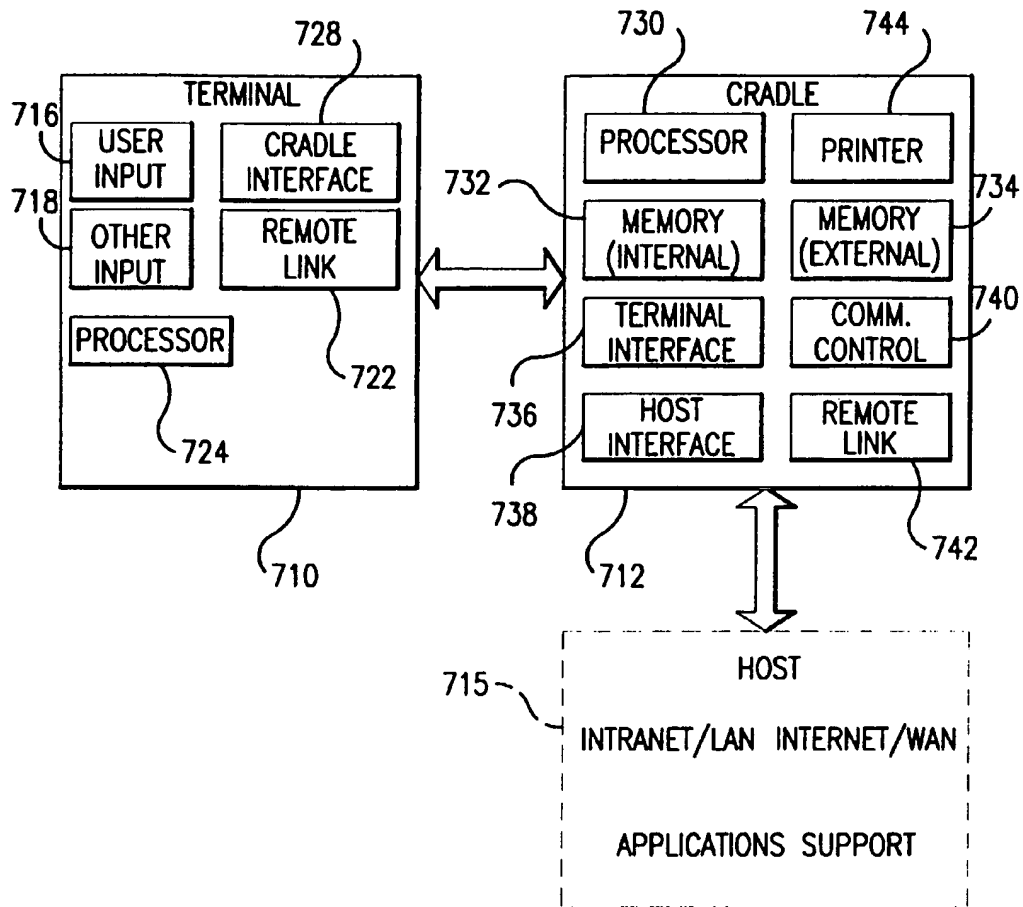 728
730
744
TERMINAL
CRADLE
716
USER
INPUT
CRADLE
INTERFACE
PROCESSOR
PRINTER
732
734
718
OTHER
INPUT
REMOTE
LINK
MEMORY
(INTERNAL)
MEMORY
(EXTERNAL)
740
PROCESSOR
TERMINAL
INTERFACE
COMM.
CONTROL
722
736
724
HOST
INTERFACE
REMOTE
LINK
738
710
712
742
715
HOST
INTRANET/LAN INTERNET/WAN
APPLICATIONS SUPPORT